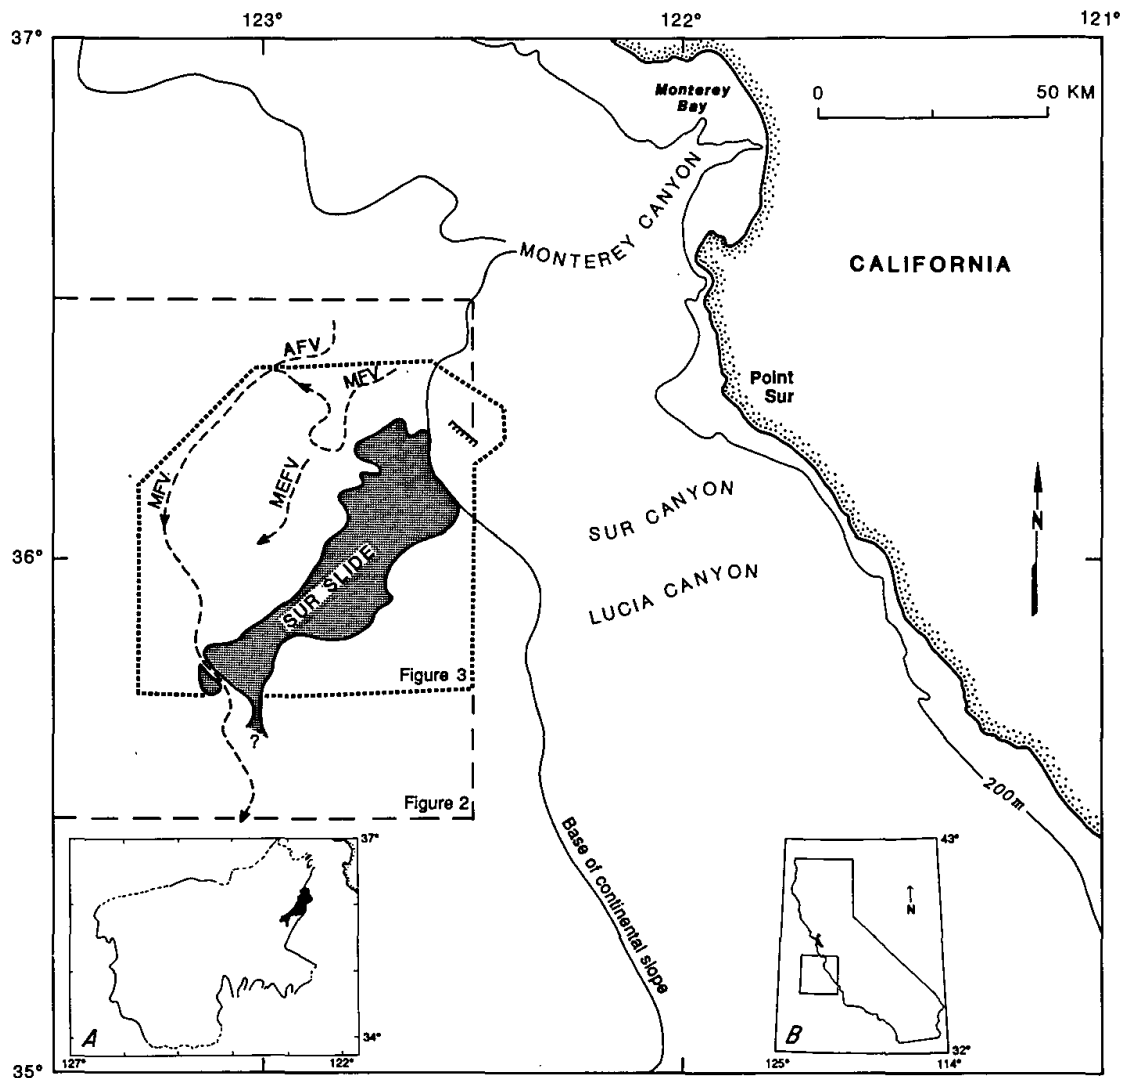 123°
122°
121°
37°
Monterey
Bay
0
50 KM
MONTEREY CANYON
CALIFORNIA
AFV
MFV
Point
Sur
MFV
MEFV
SUR CANYON
N
36°
SUR SLIDE
LUCIA CANYON
Figure 3
?
200m
Figure 2
Base of continental slope
37°
43°
N
A
B
34°
127°
122°
125°
32°
114°
35°